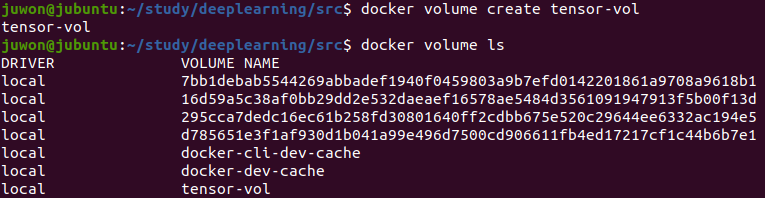 juwon@jubuntu:~/study/deeplearning/src$ docker volume create tensor-vol
tensor-vol
juwon@jubuntu:~/study/deeplearning/src$ docker volume ls
DRIVER VOLUME NAME
local 7bb1debab5544269abbadef1940f0459803a9b7efd0142201861a9708a9618b1
local 16d59a5c38af0bb29dd2e532daeaef16578ae5484d3561091947913f5b00f13d
local 295cca7dedc16ec61b258fd30801640ff2cdbb675e520c29644ee6332ac194e5
local d785651e3f1af930d1b041a99e496d7500cd906611fb4ed17217cf1c44b6b7e1
local docker-cli-dev-cache
local docker-dev-cache
local tensor-vol